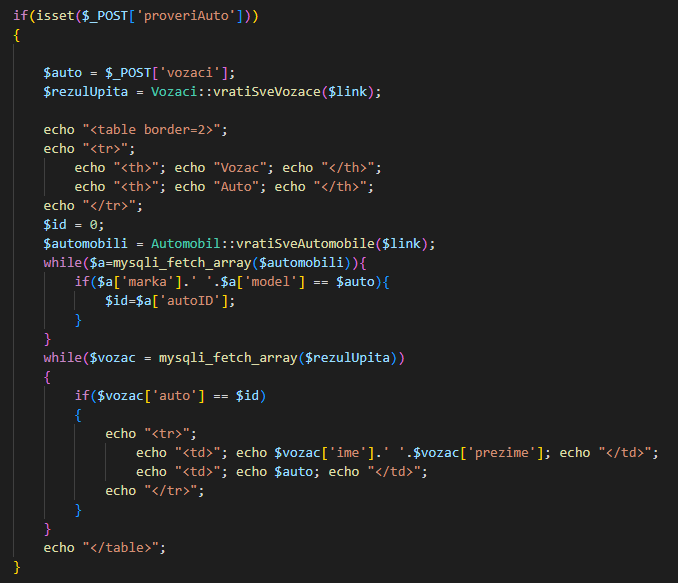 if(isset($_POST['proveriAuto']))
{
$auto = $_POST['vozaci'];
$rezulUpita = Vozaci::vratiSveVozace($link);
echo "<table border=2>";
echo "<tr>";
echo "<th>"; echo "Vozac"; echo "</th>";
echo "<th>"; echo "Auto"; echo "</th>";
echo "</tr>";
$id = 0;
$automobili = Automobil::vratiSveAutomobile($link);
while($a=mysqli_fetch_array($automobili)){
if($a['marka'].' '.$a['model'] == $auto){
$id=$a['autoID'];
}
}
while($vozac = mysqli_fetch_array($rezulUpita))
{
if($vozac['auto'] == $id)
{
echo "<tr>";
echo "<td>"; echo $vozac['ime'].' '.$vozac['prezime']; echo "</td>";
echo "<td>"; echo $auto; echo "</td>";
echo "</tr>";
}
}
echo "</table>";
}